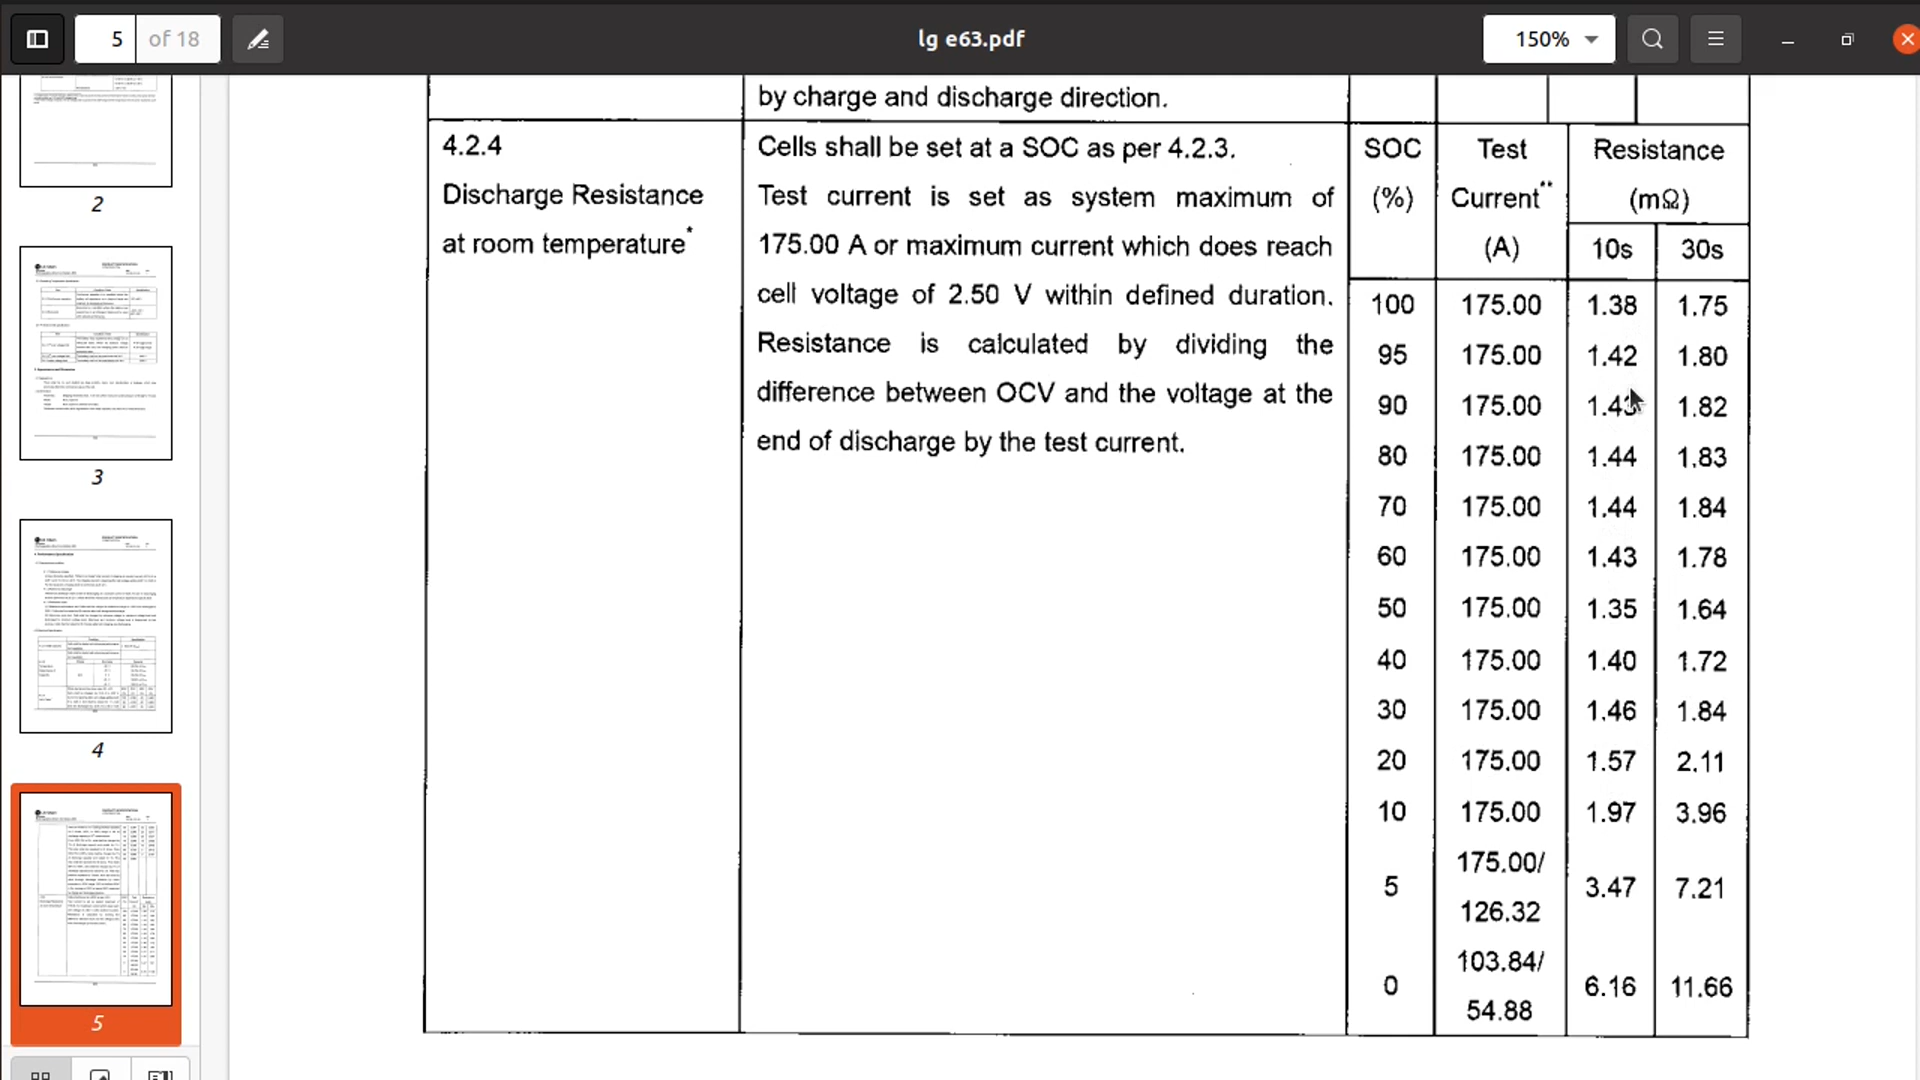 5 of 18
lg e63.pdf
150%
2
3
4
5
by charge and discharge direction.
4.2.4
Discharge Resistance
at room temperature*
Cells shall be set at a SOC as per 4.2.3.
Test current is set as system maximum of
175.00 A or maximum current which does reach
cell voltage of 2.50 V within defined duration.
Resistance is calculated by dividing the
difference between OCV and the voltage at the
end of discharge by the test current.
SOC Test Resistance
(%) Current** (mΩ)
(A) 10s 30s
100 175.00 1.38 1.75
95 175.00 1.42 1.80
90 175.00 1.43 1.82
80 175.00 1.44 1.83
70 175.00 1.44 1.84
60 175.00 1.43 1.78
50 175.00 1.35 1.64
40 175.00 1.40 1.72
30 175.00 1.46 1.84
20 175.00 1.57 2.11
10 175.00 1.97 3.96
175.00/
5 3.47 7.21
126.32
103.84/
0 6.16 11.66
54.88